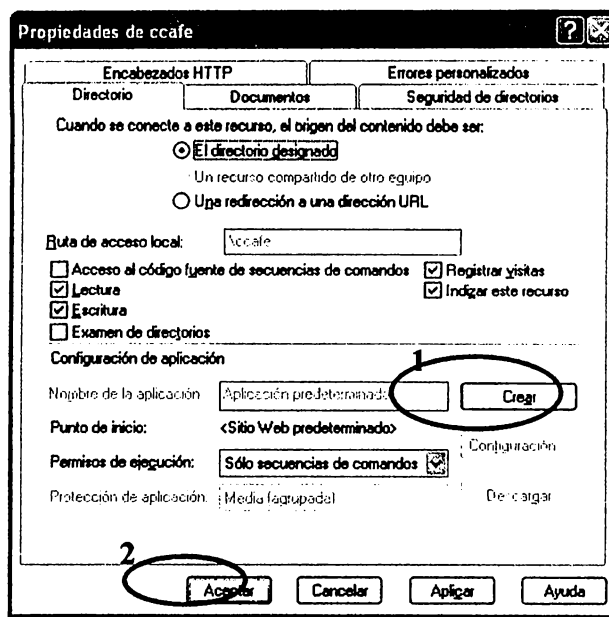 Propiedades de ccafe
Encabezados HTTP Errores personalizados
Directorio Documentos Seguridad de directorios
Cuando se conecte a este recurso, el origen del contenido debe ser:
El directorio designado
Un recurso compartido de otro equipo
Una redirección a una dirección URL
Ruta de acceso local: \ccafe
Acceso al código fuente de secuencias de comandos Registrar visitas
Lectura Indizar este recurso
Escritura
Examen de directorios
Configuración de aplicación
1
Nombre de la aplicación Aplicación predeterminada Crear
Punto de inicio: <Sitio Web predeterminado>
Configuración
Permisos de ejecución: Sólo secuencias de comandos
Protección de aplicación: Media (agrupada) Descargar
2
Aceptar Cancelar Aplicar Ayuda